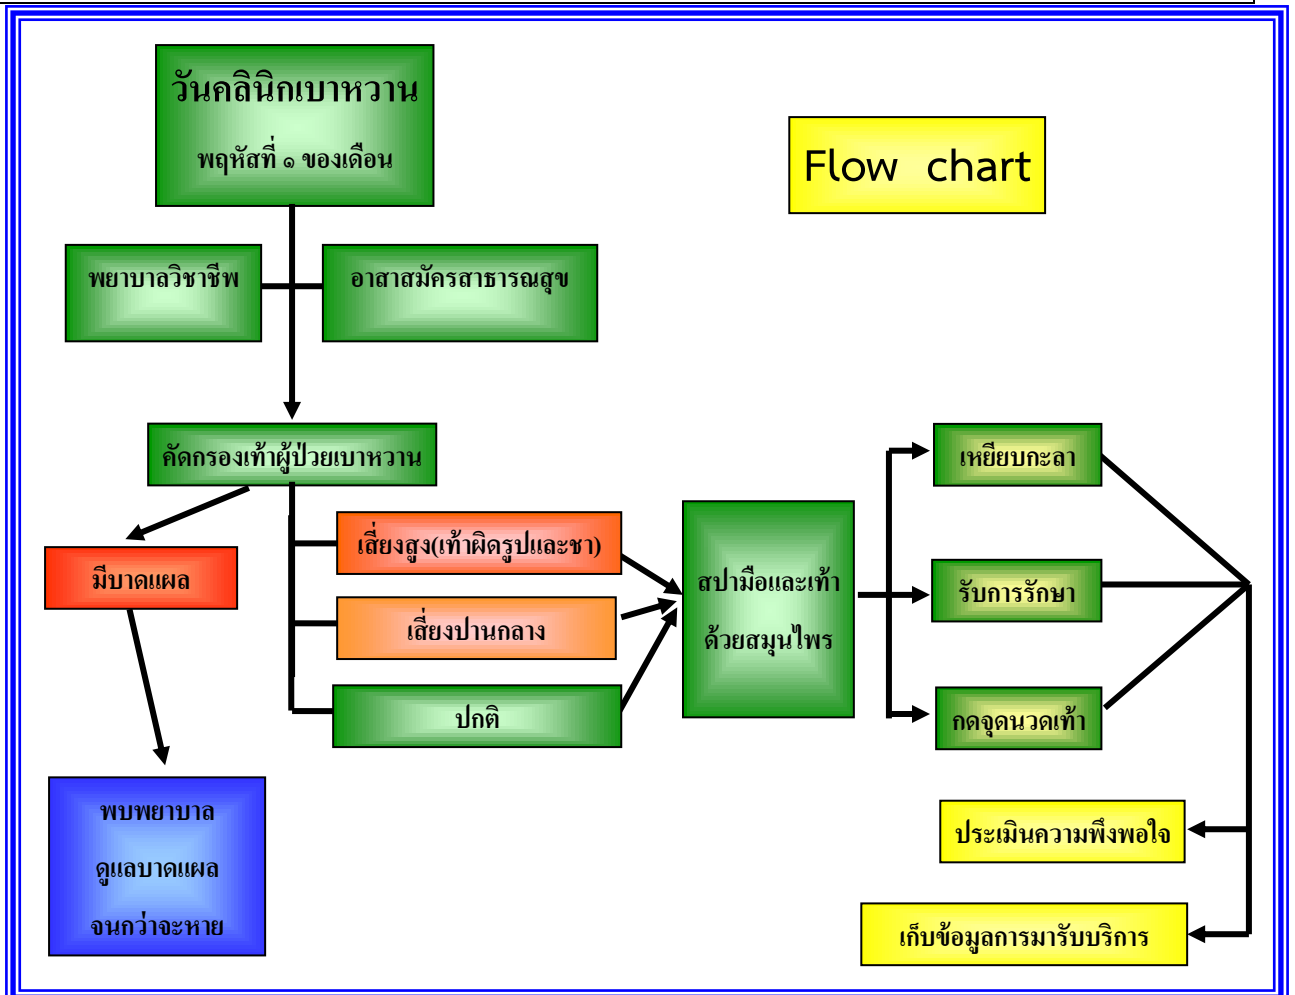 วันคลินิกเบาหวาน
พฤหัสที่ ๑ ของเดือน
Flow chart
พยาบาลวิชาชีพ
อาสาสมัครสาธารณสุข
คัดกรองเท้าผู้ป่วยเบาหวาน
มีบาดแผล
เสี่ยงสูง(เท้าผิดรูปและชา)
เสี่ยงปานกลาง
ปกติ
สปามือและเท้า
ด้วยสมุนไพร
เหยียบกะลา
รับการรักษา
กดจุดนวดเท้า
พบพยาบาล
ดูแลบาดแผล
จนกว่าจะหาย
ประเมินความพึงพอใจ
เก็บข้อมูลการมารับบริการ